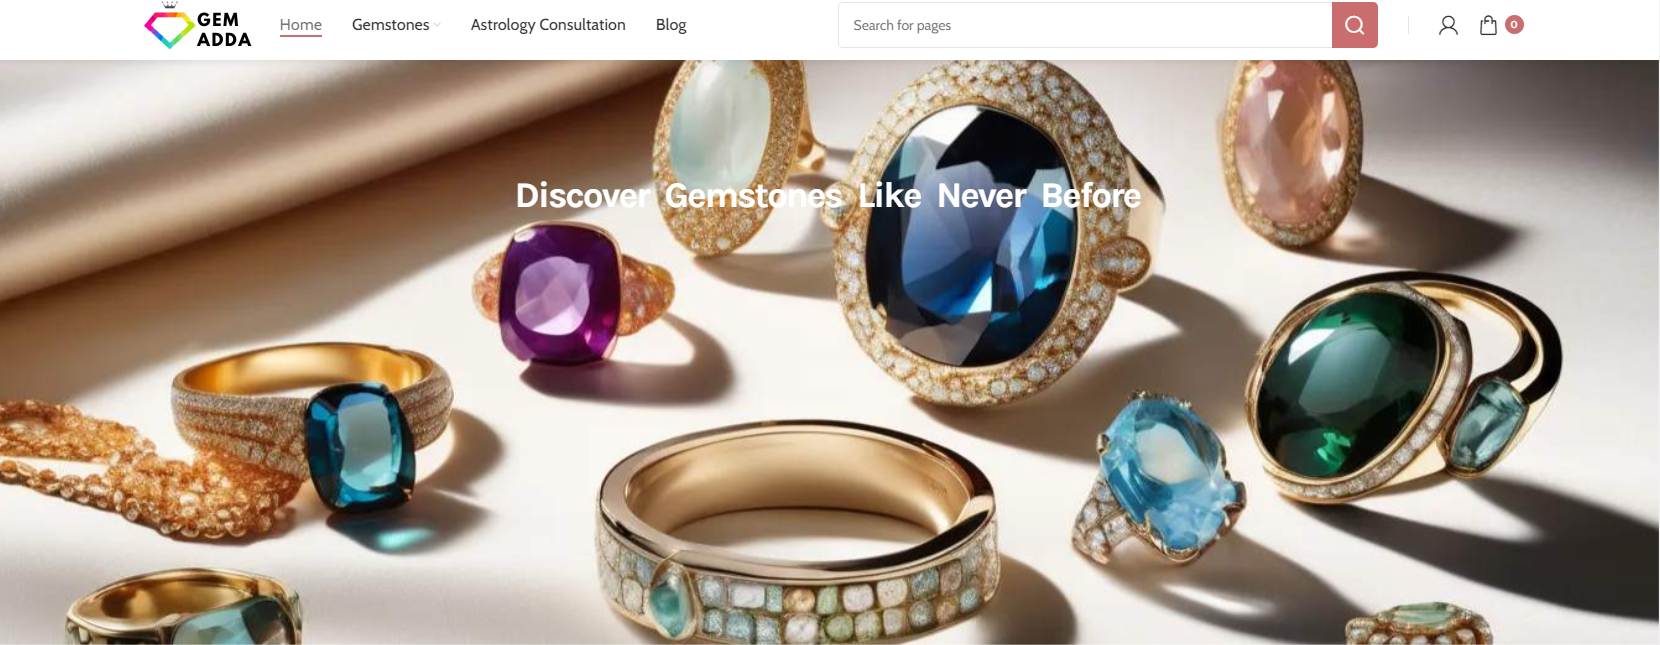 GEM
ADDA
Home
Gemstones
Astrology Consultation
Blog
Search for pages
0
Discover Gemstones Like Never Before